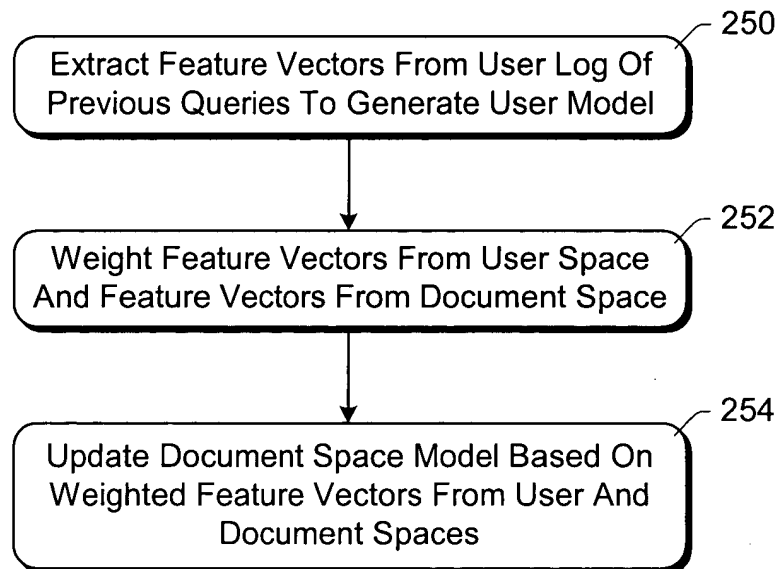 250
Extract Feature Vectors From User Log Of
Previous Queries To Generate User Model
252
Weight Feature Vectors From User Space
And Feature Vectors From Document Space
254
Update Document Space Model Based On
Weighted Feature Vectors From User And
Document Spaces